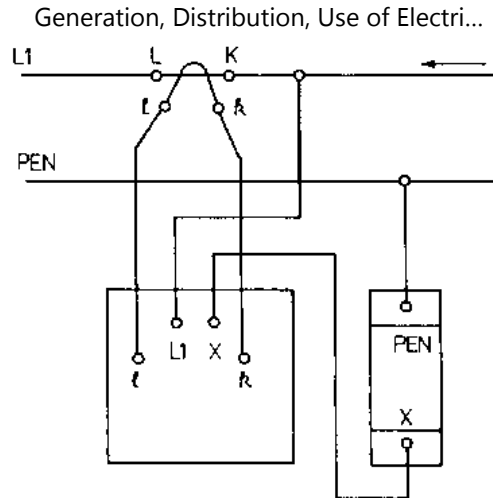 Generation, Distribution, Use of Electri...
L1 L K
l k
PEN
L1 X
l k
PEN
X